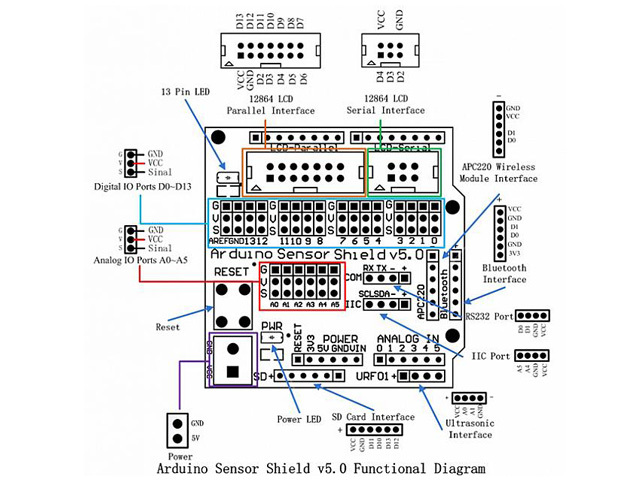 D13 D12 D11 D10 D9 D8 D7
VCC GND
VCC GND D2 D3 D4 D5 D6
D4 D3 D2
13 Pin LED
12864 LCD
Parallel Interface
12864 LCD
Serial Interface
LCD-Parallel
LCD-Serial
-
GND
VCC
D1
D0
APC220 Wireless
Module Interface
G GND
V VCC
S Sinal
Digital IO Ports D0~D13
G
V
S
G
V
S
AREF GND 13 12 11 10 9 8 7 6 5 4 3 2 1 0
+
VCC
GND
D1
D0
GND
3V3
Bluetooth
Interface
G GND
V VCC
S Sinal
Analog IO Ports A0~A5
Arduino Sensor Shield v5.0
RESET
G
V
S
A0 A1 A2 A3 A4 A5
RX TX - +
COM
SCL SDA - +
IIC
APC220
Bluetooth
+
RS232 Port
D0 D1 GND VCC
Reset
PWR
RESET
3V3
POWER
5V GND VIN
ANALOG IN
0 1 2 3 4 5
IIC Port
A5 A4 GND VCC
GND VCC
SD+
URF01+
Power LED
SD Card Interface
+
VCC GND D11 D10 D13 D12
+ -
VCC A0 A1 GND
Ultrasonic
Interface
GND
5V
Power
Arduino Sensor Shield v5.0 Functional Diagram